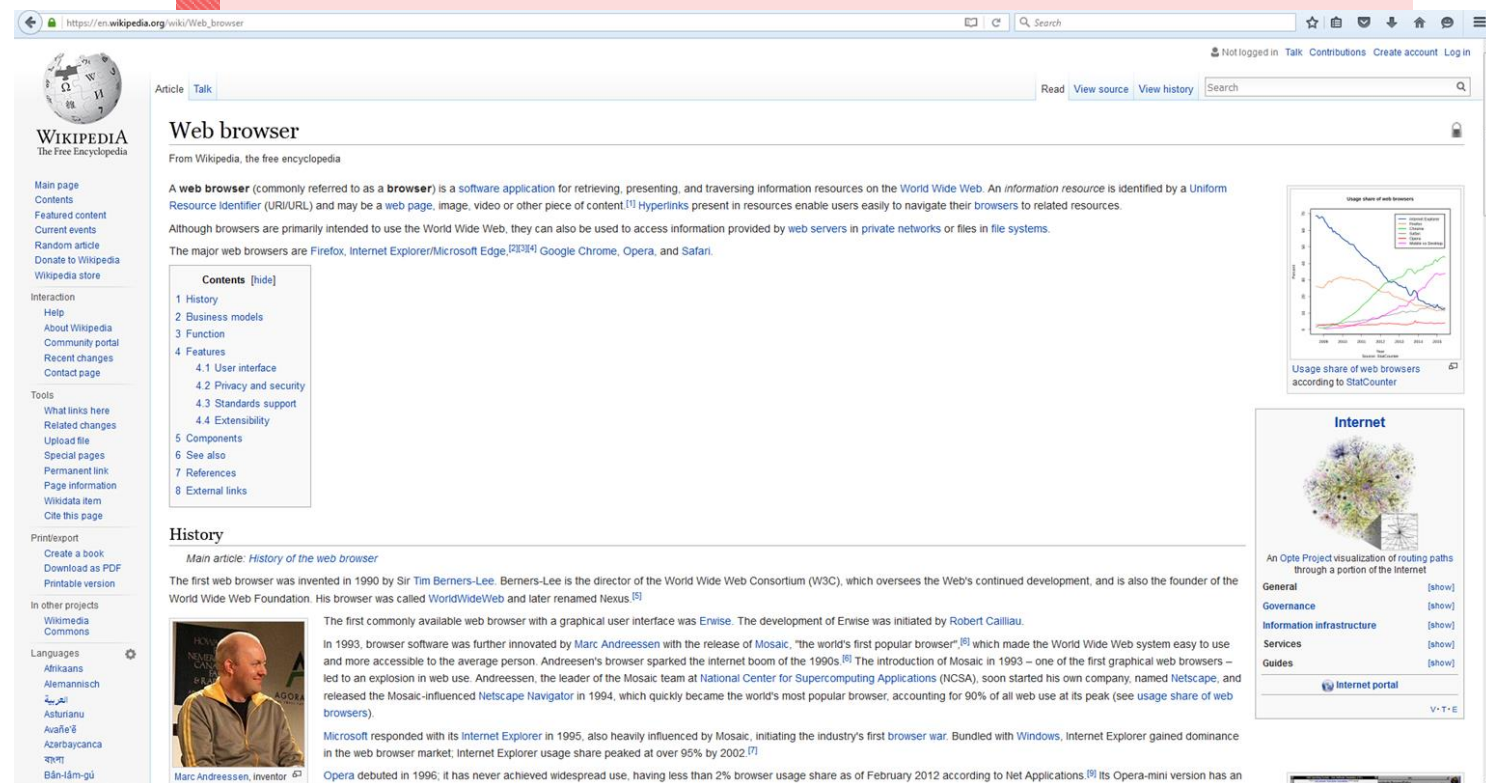 https://en.wikipedia.org/wiki/Web_browser
Search
Not logged in Talk Contributions Create account Log in
Article Talk
Read View source View history Search
WIKIPEDIA
The Free Encyclopedia
Main page
Contents
Featured content
Current events
Random article
Donate to Wikipedia
Wikipedia store
Interaction
Help
About Wikipedia
Community portal
Recent changes
Contact page
Tools
What links here
Related changes
Upload file
Special pages
Permanent link
Page information
Wikidata item
Cite this page
Print/export
Create a book
Download as PDF
Printable version
In other projects
Wikimedia
Commons
Languages
Afrikaans
Alemannisch
العربية
Asturianu
Avañe'ẽ
Azərbaycanca
বাংলা
Bân-lâm-gú
Web browser
From Wikipedia, the free encyclopedia
A web browser (commonly referred to as a browser) is a software application for retrieving, presenting, and traversing information resources on the World Wide Web. An information resource is identified by a Uniform
Resource Identifier (URI/URL) and may be a web page, image, video or other piece of content.[1] Hyperlinks present in resources enable users easily to navigate their browsers to related resources.
Although browsers are primarily intended to use the World Wide Web, they can also be used to access information provided by web servers in private networks or files in file systems.
The major web browsers are Firefox, Internet Explorer/Microsoft Edge,[2][3][4] Google Chrome, Opera, and Safari.
Contents [hide]
1 History
2 Business models
3 Function
4 Features
4.1 User interface
4.2 Privacy and security
4.3 Standards support
4.4 Extensibility
5 Components
6 See also
7 References
8 External links
History
Main article: History of the web browser
The first web browser was invented in 1990 by Sir Tim Berners-Lee. Berners-Lee is the director of the World Wide Web Consortium (W3C), which oversees the Web's continued development, and is also the founder of the
World Wide Web Foundation. His browser was called WorldWideWeb and later renamed Nexus.[5]
The first commonly available web browser with a graphical user interface was Erwise. The development of Erwise was initiated by Robert Cailliau.
In 1993, browser software was further innovated by Marc Andreessen with the release of Mosaic, "the world's first popular browser",[6] which made the World Wide Web system easy to use
and more accessible to the average person. Andreesen's browser sparked the internet boom of the 1990s.[6] The introduction of Mosaic in 1993 – one of the first graphical web browsers –
led to an explosion in web use. Andreessen, the leader of the Mosaic team at National Center for Supercomputing Applications (NCSA), soon started his own company, named Netscape, and
released the Mosaic-influenced Netscape Navigator in 1994, which quickly became the world's most popular browser, accounting for 90% of all web use at its peak (see usage share of web
browsers).
Microsoft responded with its Internet Explorer in 1995, also heavily influenced by Mosaic, initiating the industry's first browser war. Bundled with Windows, Internet Explorer gained dominance
in the web browser market; Internet Explorer usage share peaked at over 95% by 2002.[7]
Opera debuted in 1996; it has never achieved widespread use, having less than 2% browser usage share as of February 2012 according to Net Applications.[9] Its Opera-mini version has an
AGORA
Marc Andreessen, inventor
Usage share of web browsers
Internet Explorer
Firefox
Chrome
Safari
Opera
Mobile vs Desktop
Percent
2009 2010 2011 2012 2013 2014 2015
Year
Source: StatCounter
Usage share of web browsers
according to StatCounter
Internet
An Opte Project visualization of routing paths
through a portion of the Internet
General [show]
Governance [show]
Information infrastructure [show]
Services [show]
Guides [show]
Internet portal
V · T · E